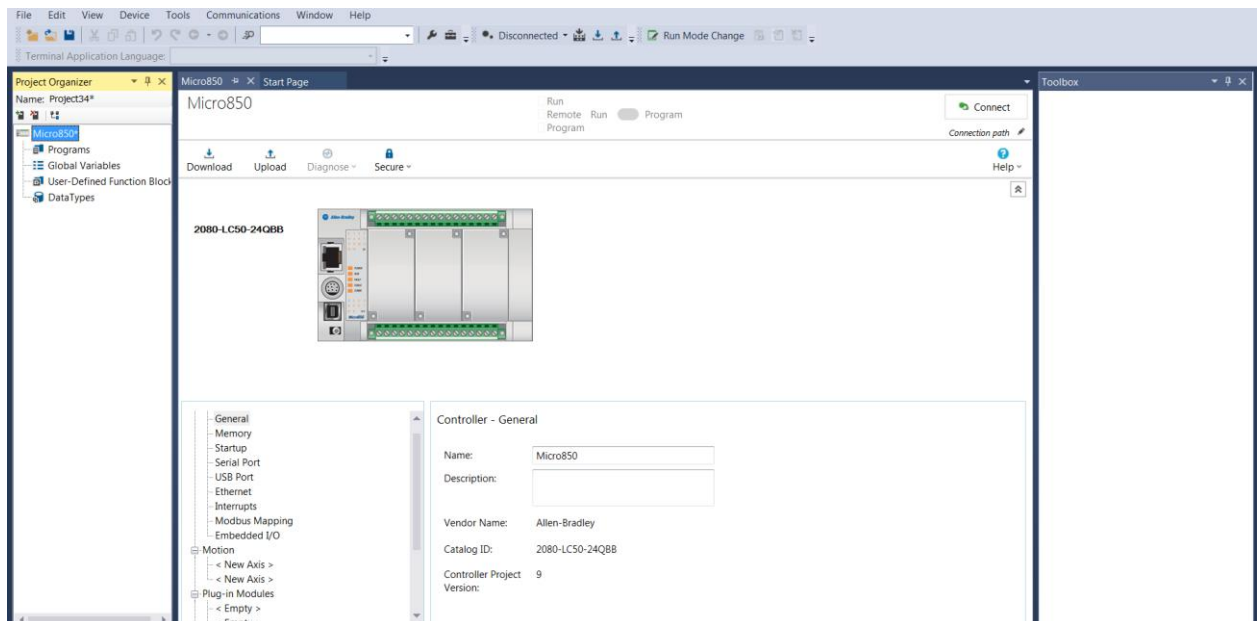 File Edit View Device Tools Communications Window Help
Disconnected Run Mode Change
Terminal Application Language:
Project Organizer
Name: Project34*
Micro850*
Programs
Global Variables
User-Defined Function Block
DataTypes
Micro850 Start Page
Micro850
Run
Remote Run Program
Program
Connect
Connection path
Download Upload Diagnose Secure
Help
2080-LC50-24QBB
Allen-Bradley
General
Memory
Startup
Serial Port
USB Port
Ethernet
Interrupts
Modbus Mapping
Embedded I/O
Motion
< New Axis >
< New Axis >
Plug-in Modules
< Empty >
Controller - General
Name: Micro850
Description:
Vendor Name: Allen-Bradley
Catalog ID: 2080-LC50-24QBB
Controller Project Version: 9
Toolbox